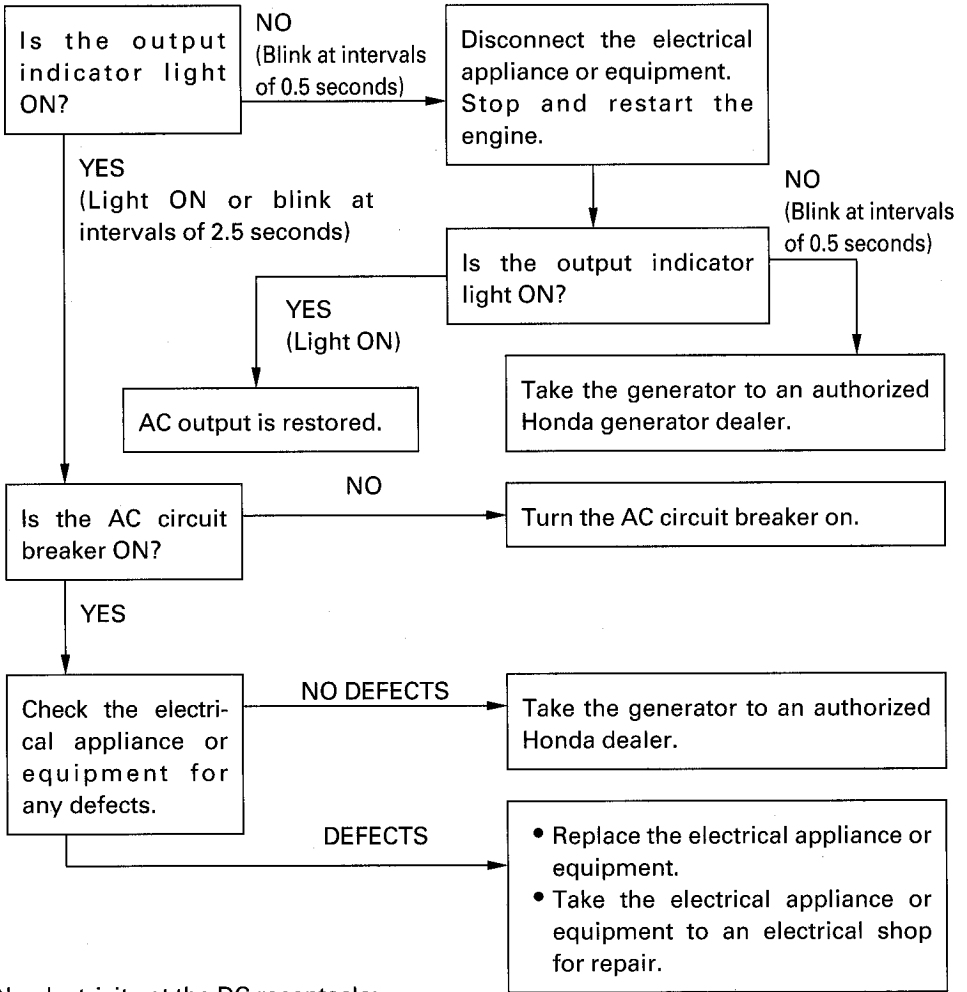 Is the output
indicator light
ON?
NO
(Blink at intervals
of 0.5 seconds)
Disconnect the electrical
appliance or equipment.
Stop and restart the
engine.
YES
(Light ON or blink at
intervals of 2.5 seconds)
NO
(Blink at intervals
of 0.5 seconds)
Is the output indicator
light ON?
YES
(Light ON)
AC output is restored.
Take the generator to an authorized
Honda generator dealer.
Is the AC circuit
breaker ON?
NO
Turn the AC circuit breaker on.
YES
Check the electri-
cal appliance or
equipment for
any defects.
NO DEFECTS
Take the generator to an authorized
Honda dealer.
DEFECTS
• Replace the electrical appliance or
equipment.
• Take the electrical appliance or
equipment to an electrical shop
for repair.